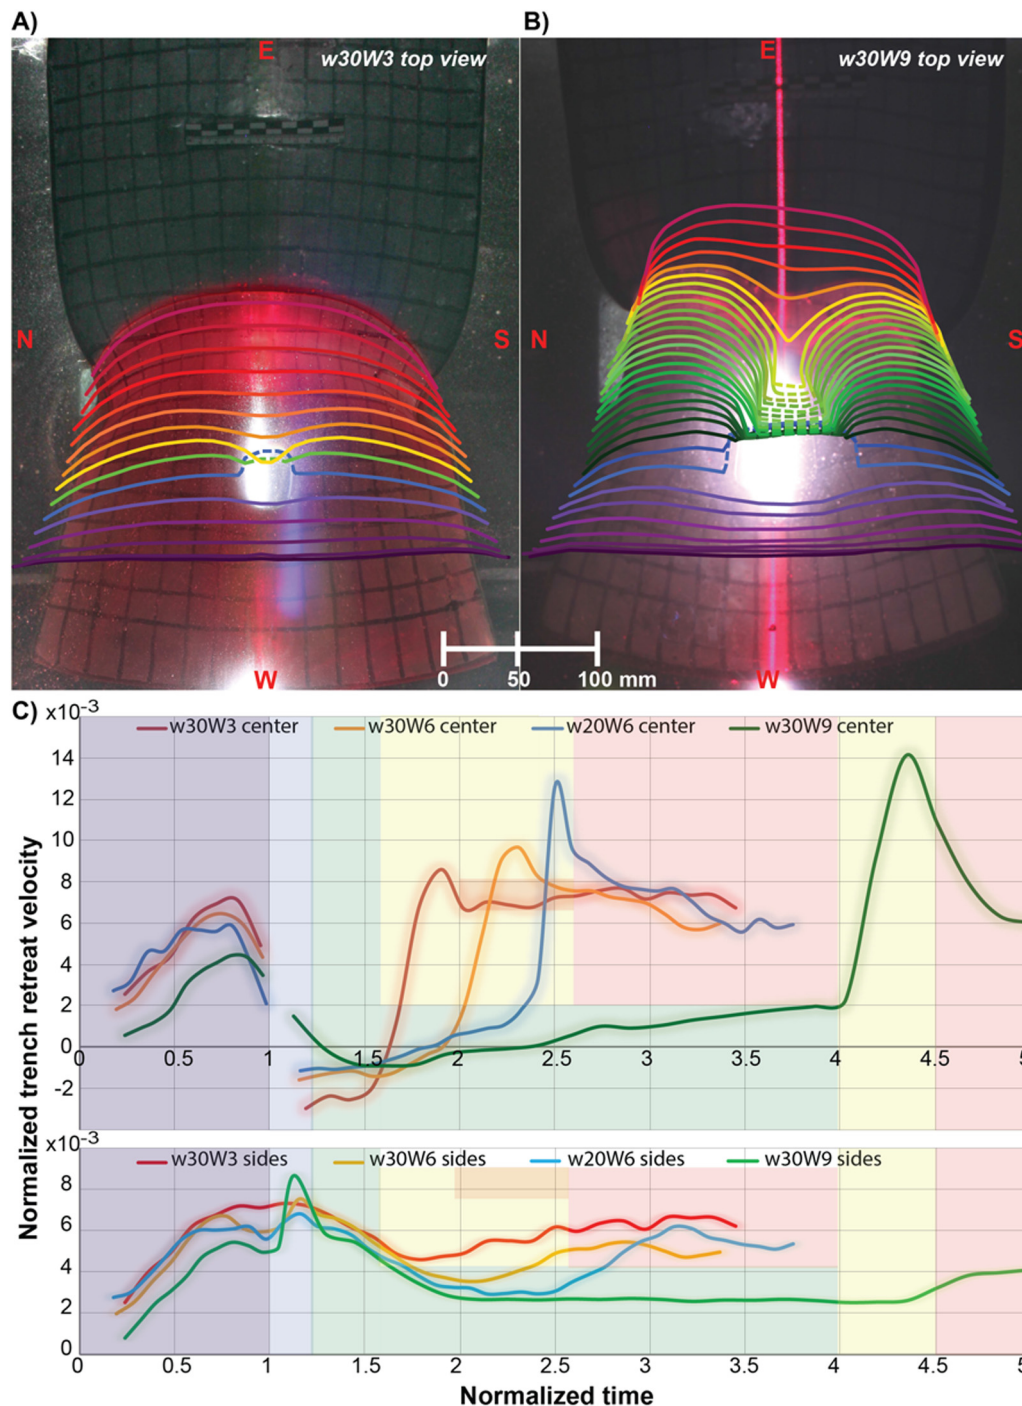 A)
B)
E
w30W3 top view
E
w30W9 top view
N
S
N
S
0 50 100 mm
W
W
C)
x10-3
w30W3 center w30W6 center w20W6 center w30W9 center
14
12
10
8
6
4
2
0
-2
0 0.5 1 1.5 2 2.5 3 3.5 4 4.5 5
Normalized trench retreat velocity
x10-3
w30W3 sides w30W6 sides w20W6 sides w30W9 sides
8
6
4
2
0
0 0.5 1 1.5 2 2.5 3 3.5 4 4.5 5
Normalized time